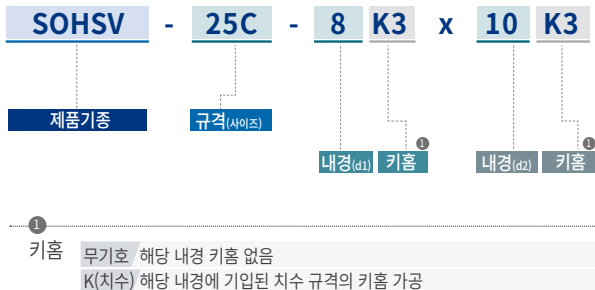 SOHSV - 25C - 8 K3 x 10 K3
제품기종 규격(사이즈)
내경(d1) 키홈 1 내경(d2) 키홈 1
1
키홈 무기호 해당 내경 키홈 없음
K(치수) 해당 내경에 기입된 치수 규격의 키홈 가공